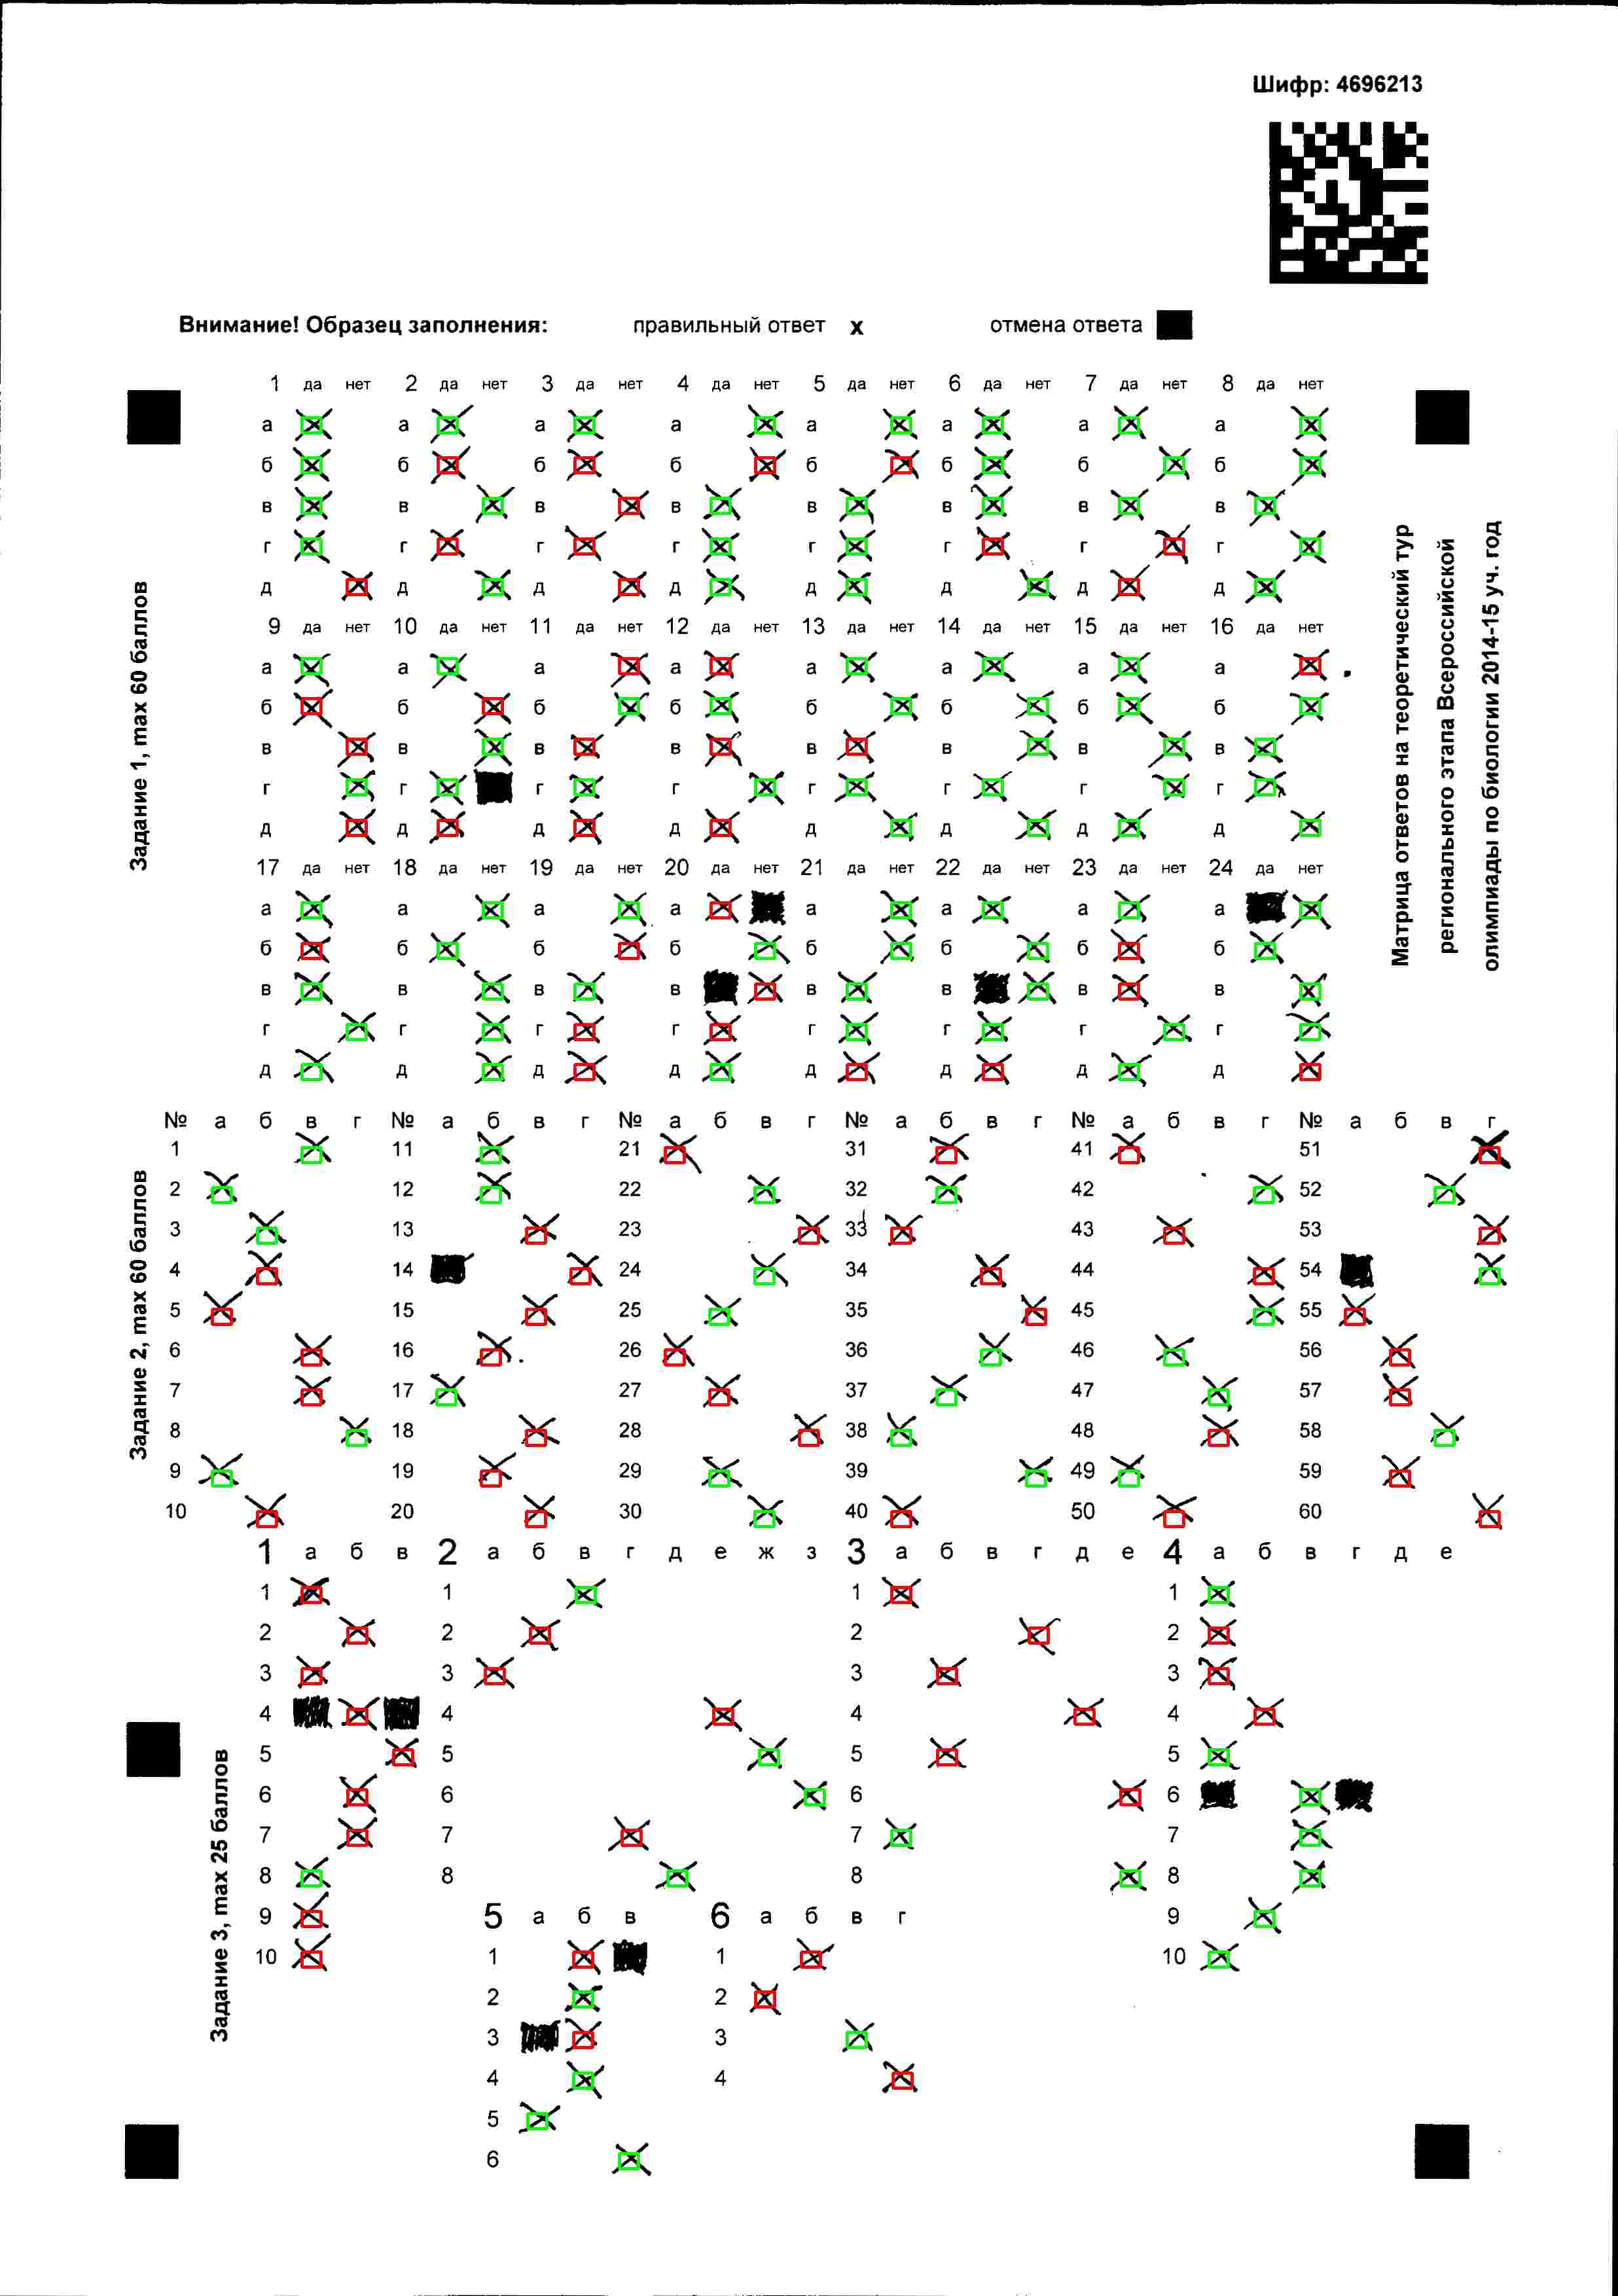 Шифр: 4696213
Внимание! Образец заполнения: правильный ответ x отмена ответа
1 да нет 2 да нет 3 да нет 4 да нет 5 да нет 6 да нет 7 да нет 8 да нет
а а а а а а а а
б б б б б б б б
в в в в в в в в
г г г г г г г г
д д д д д д д д
9 да нет 10 да нет 11 да нет 12 да нет 13 да нет 14 да нет 15 да нет 16 да нет
а а а а а а а а
б б б б б б б б
в в в в в в в в
г г г г г г г г
д д д д д д д д
17 да нет 18 да нет 19 да нет 20 да нет 21 да нет 22 да нет 23 да нет 24 да нет
а а а а а а а а
б б б б б б б б
в в в в в в в в
г г г г г г г г
д д д д д д д д
Задание 1, max 60 баллов
Матрица ответов на теоретический тур
регионального этапа Всероссийской
олимпиады по биологии 2014-15 уч. год
№ а б в г № а б в г № а б в г № а б в г № а б в г № а б в г
1 11 21 31 41 51
2 12 22 32 42 52
3 13 23 33 43 53
4 14 24 34 44 54
5 15 25 35 45 55
6 16 26 36 46 56
7 17 27 37 47 57
8 18 28 38 48 58
9 19 29 39 49 59
10 20 30 40 50 60
Задание 2, max 60 баллов
1 а б в 2 а б в г д е ж з 3 а б в г д е 4 а б в г д е
1 1 1 1
2 2 2 2
3 3 3 3
4 4 4 4
5 5 5 5
6 6 6 6
7 7 7 7
8 8 8 8
9 5 а б в 6 а б в г 9
10 1 1 10
2 2
3 3
4 4
5
6
Задание 3, max 25 баллов